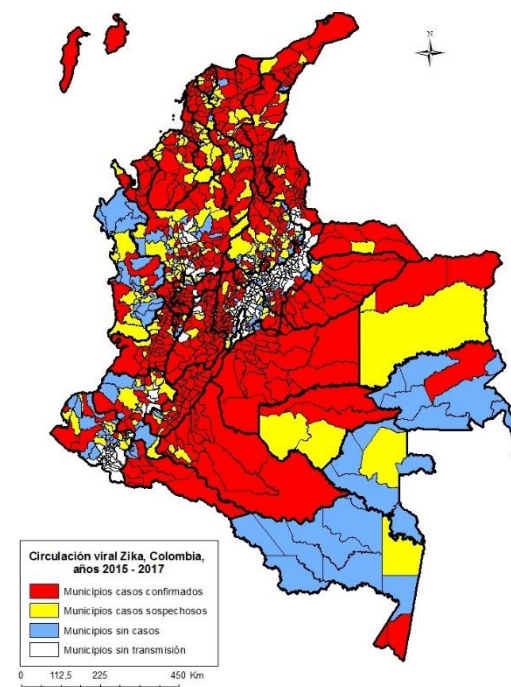 N
Circulación viral Zika, Colombia,
años 2015 - 2017
Municipios casos confirmados
Municipios casos sospechosos
Municipios sin casos
Municipios sin transmisión
0 112,5 225 450 Km